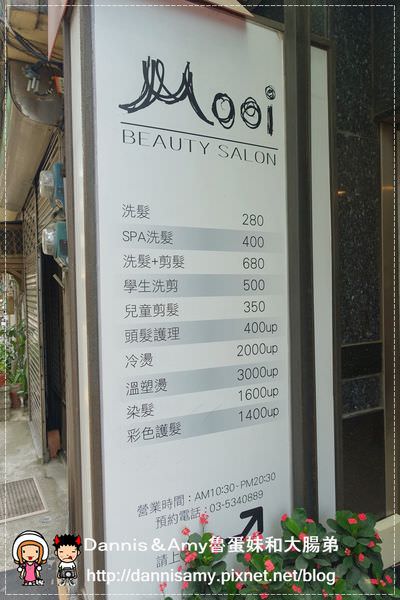 Mooi
BEAUTY SALON
洗髮 280
SPA洗髮 400
洗髮+剪髮 680
學生洗剪 500
兒童剪髮 350
頭髮護理 400up
冷燙 2000up
溫塑燙 3000up
染髮 1600up
彩色護髮 1400up
營業時間：AM10:30-PM20:30
預約電話：03-5340889
請上
Dannis＆Amy魯蛋妹和大腸弟
http://dannisamy.pixnet.net/blog